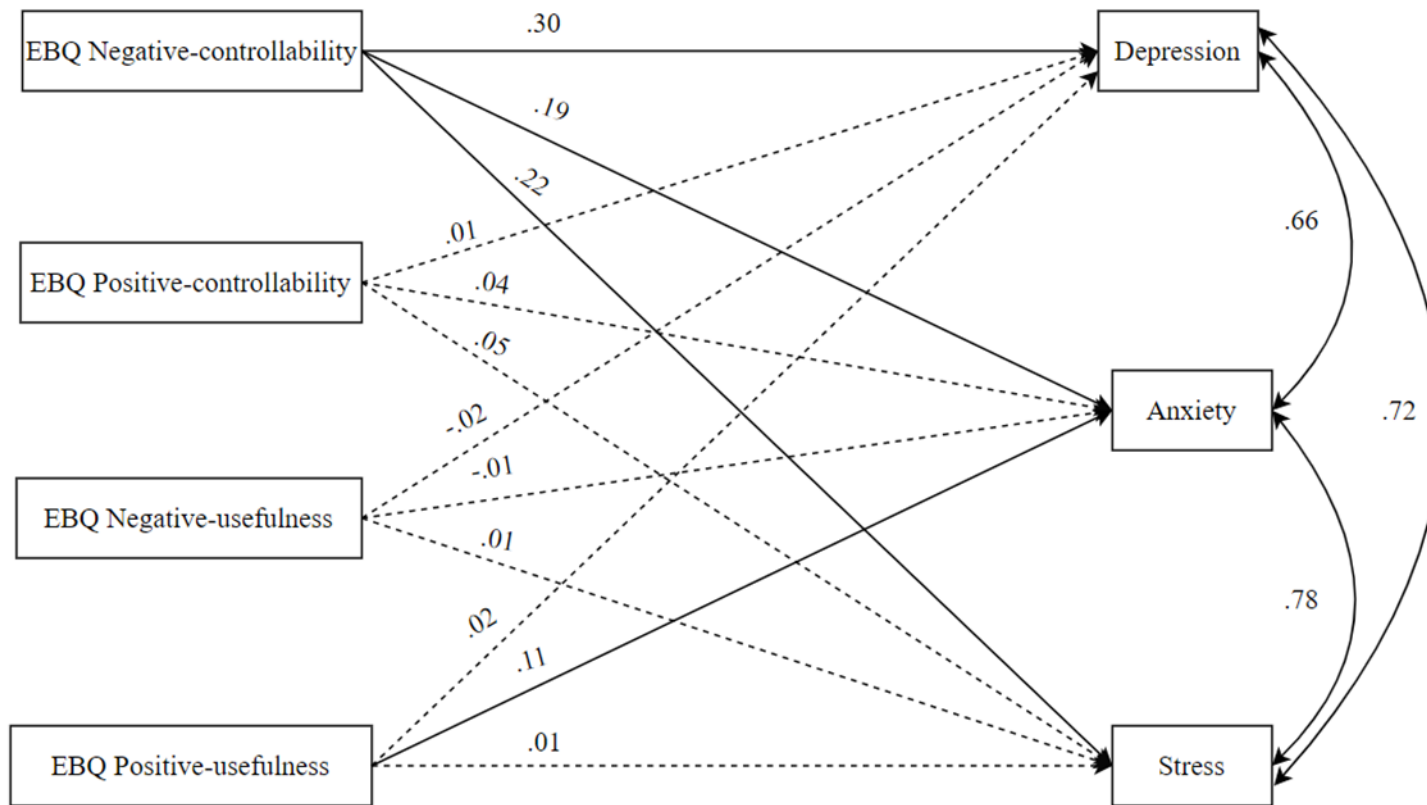 .30
EBQ Negative-controllability
Depression
.19
.22
.66
.01
EBQ Positive-controllability
.04
.05
-.02
Anxiety
.72
-.01
EBQ Negative-usefulness
.01
.78
.02
.11
.01
EBQ Positive-usefulness
Stress